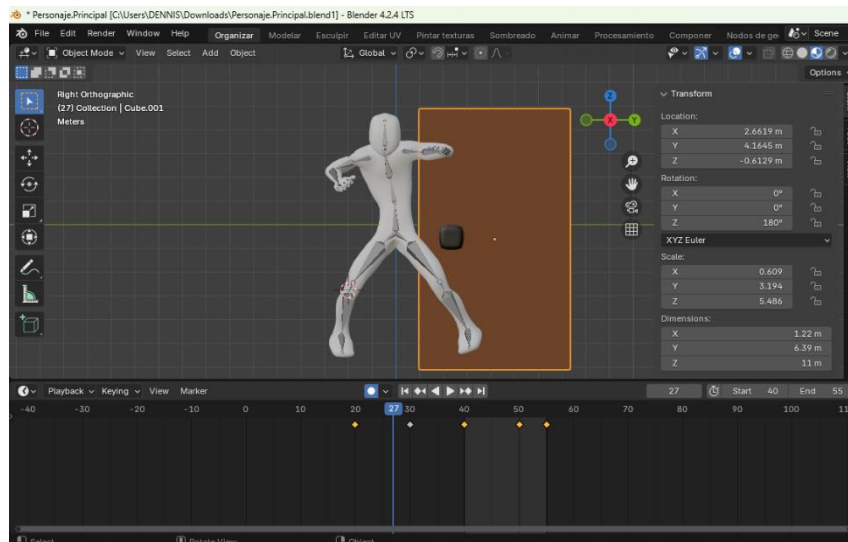 * Personaje.Principal [C:\Users\DENNIS\Downloads\Personaje.Principal.blend1] - Blender 4.2.4 LTS
File Edit Render Window Help Organizar Modelar Esculpir Editar UV Pintar texturas Sombreado Animar Procesamiento Componer Nodos de ge Scene
Object Mode View Select Add Object Global
Options
Right Orthographic
(27) Collection | Cube.001
Meters
Z
X
Y
Transform
Location:
X 2.6619 m
Y 4.1645 m
Z -0.6129 m
Rotation:
X 0°
Y 0°
Z 180°
XYZ Euler
Scale:
X 0.609
Y 3.194
Z 5.486
Dimensions:
X 1.22 m
Y 6.39 m
Z 11 m
Playback Keying View Marker 27 Start 40 End 55
-40 -30 -20 -10 0 10 20 27 30 40 50 60 70 80 90 100 11
Select Rotate View Object